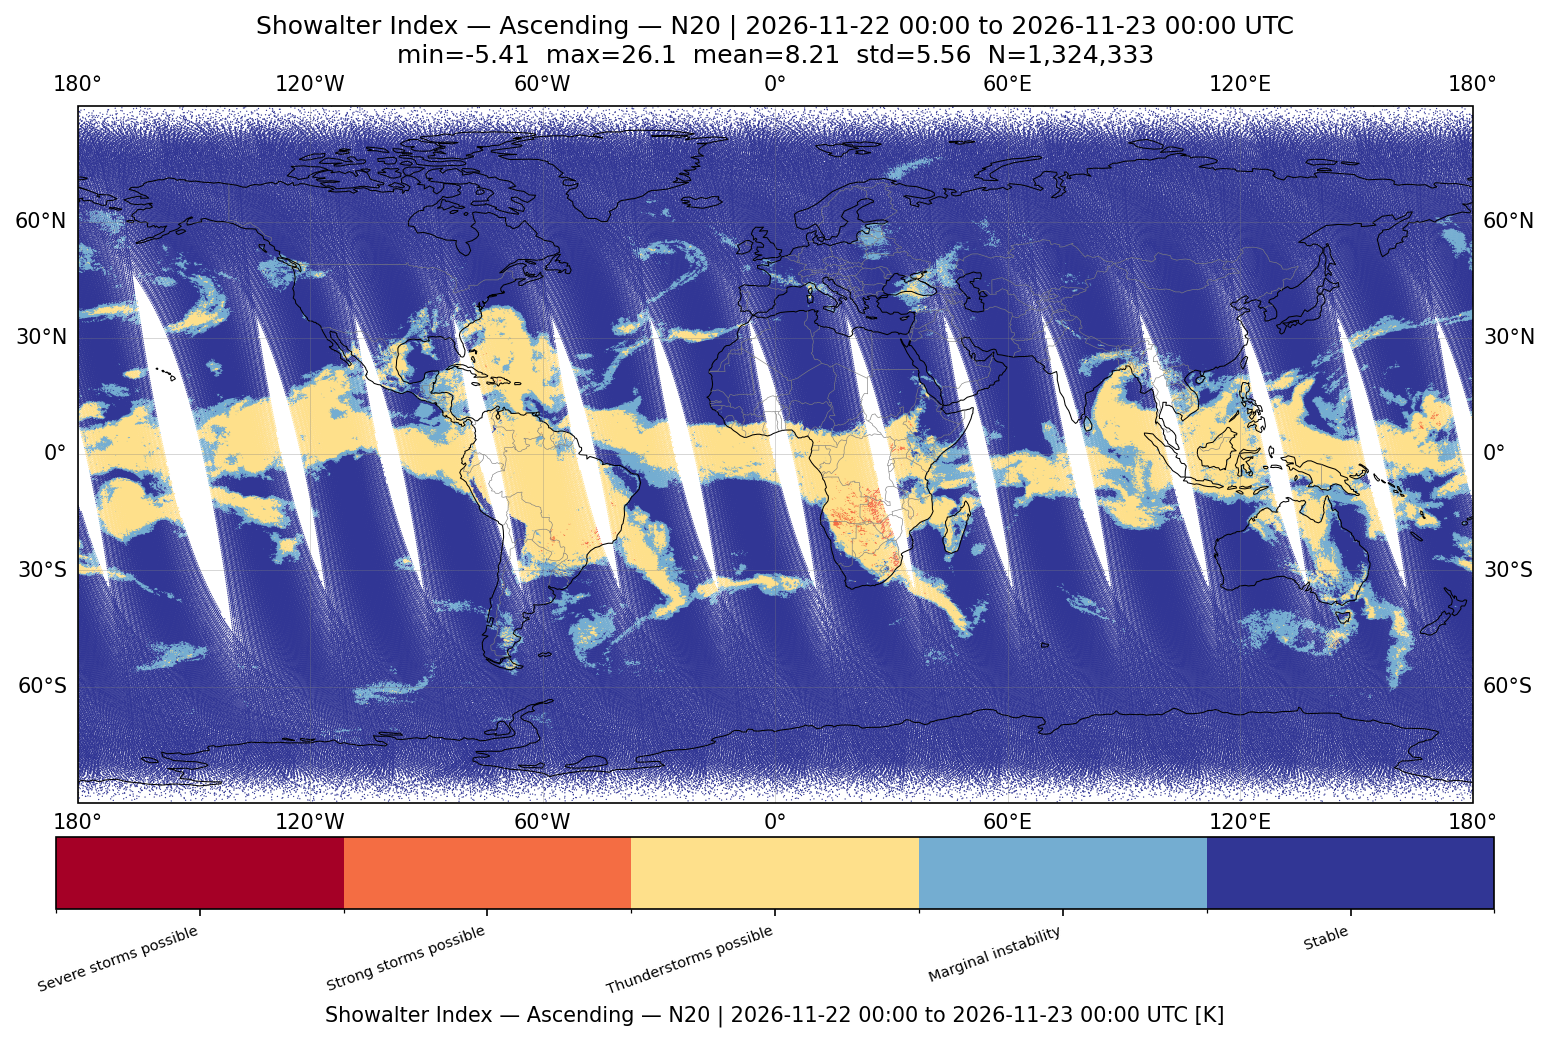 Showalter Index — Ascending — N20 | 2026-11-22 00:00 to 2026-11-23 00:00 UTC
min=-5.41  max=26.1  mean=8.21  std=5.56  N=1,324,333
180° 120°W 60°W 0° 60°E 120°E 180°
60°N 60°N
30°N 30°N
0° 0°
30°S 30°S
60°S 60°S
180° 120°W 60°W 0° 60°E 120°E 180°
Severe storms possible
Strong storms possible
Thunderstorms possible
Marginal instability
Stable
Showalter Index — Ascending — N20 | 2026-11-22 00:00 to 2026-11-23 00:00 UTC [K]